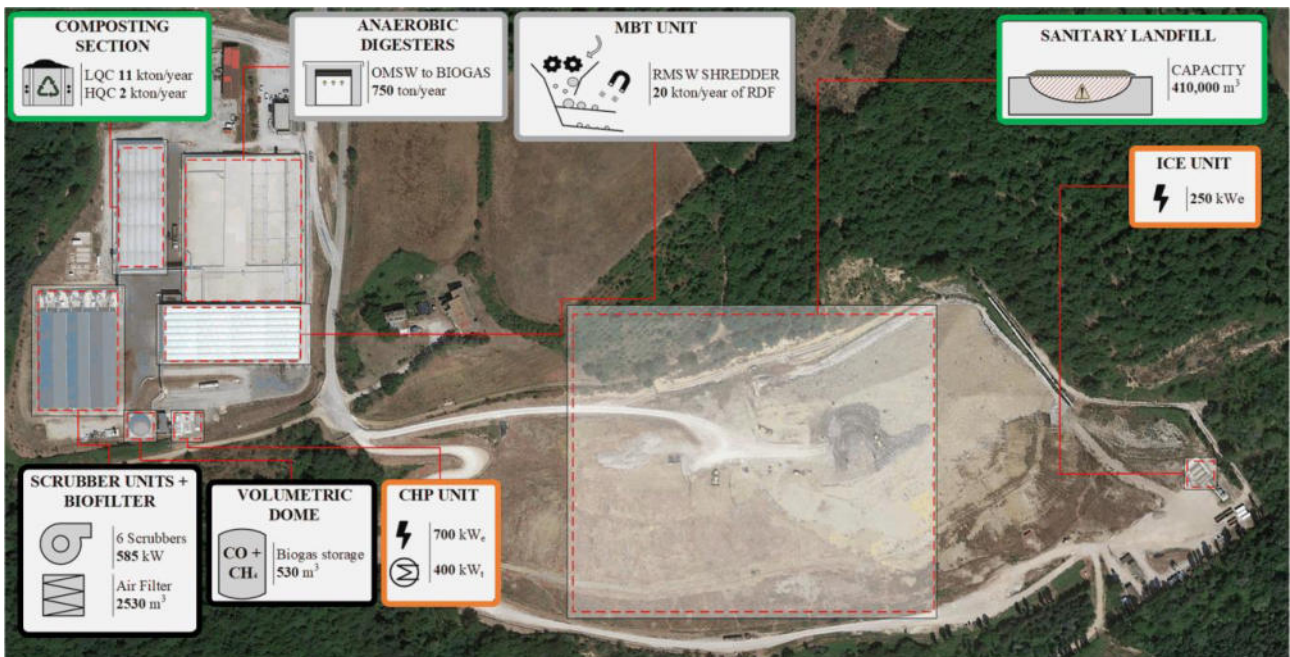 COMPOSTING
SECTION
LQC 11 kton/year
HQC 2 kton/year
ANAEROBIC
DIGESTERS
OMSW to BIOGAS
750 ton/year
MBT UNIT
RMSW SHREDDER
20 kton/year of RDF
SANITARY LANDFILL
CAPACITY
410,000 m³
ICE UNIT
250 kWe
SCRUBBER UNITS +
BIOFILTER
6 Scrubbers
585 kW
Air Filter
2530 m³
VOLUMETRIC
DOME
CO +
CH₄
Biogas storage
530 m³
CHP UNIT
700 kWₑ
400 kWₜ